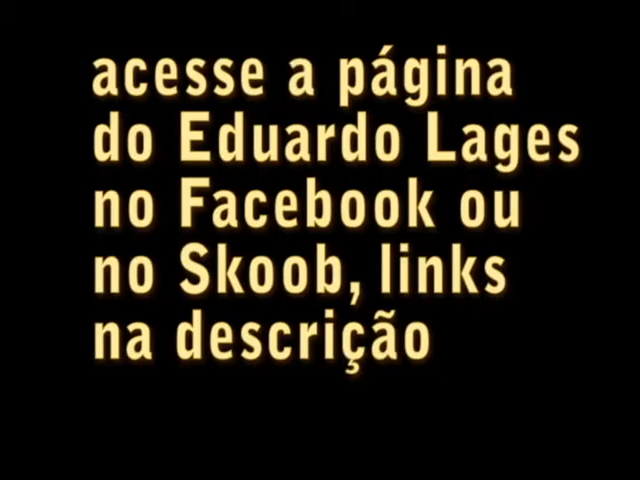 acesse a página
do Eduardo Lages
no Facebook ou
no Skoob, links
na descrição